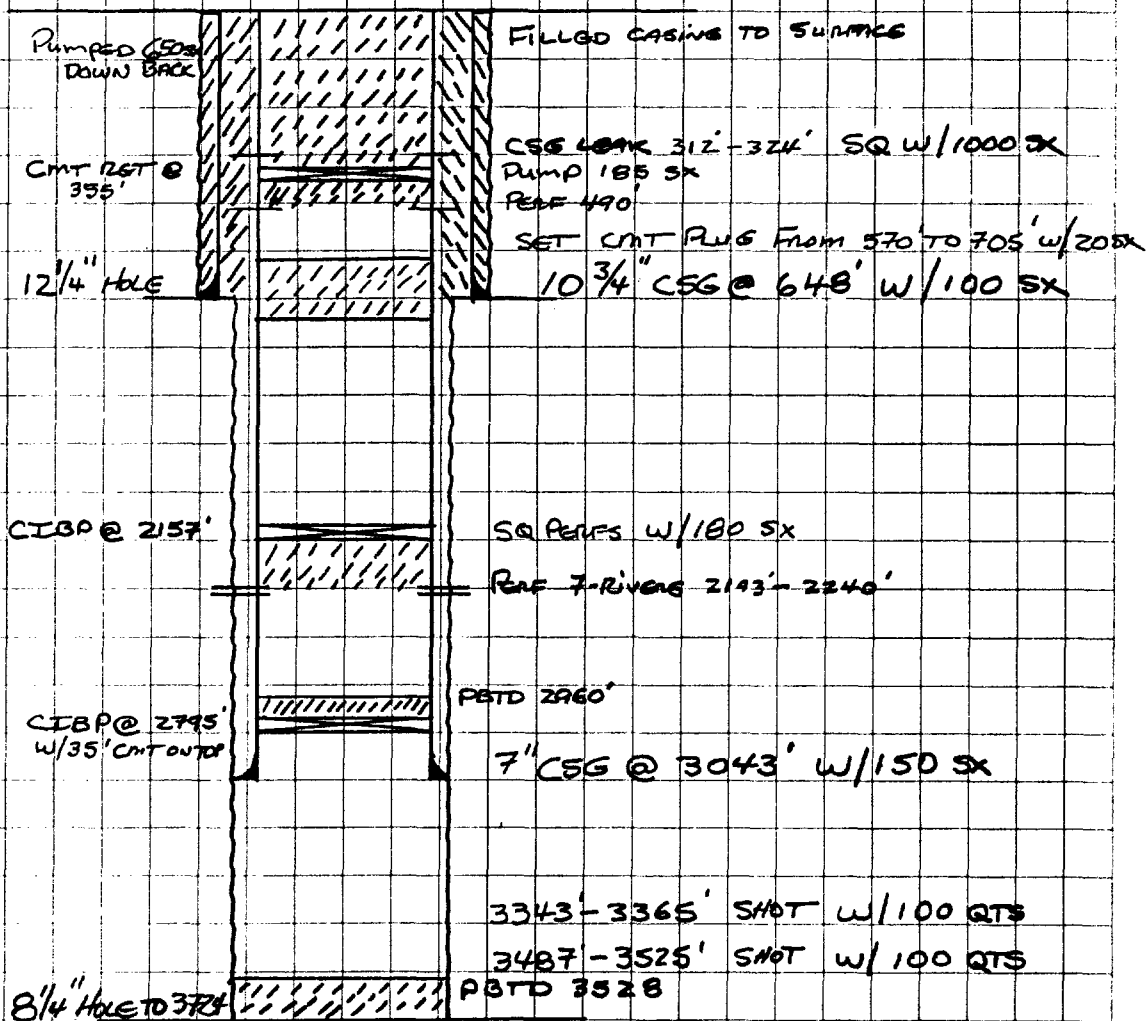 PUMPED 650SX
DOWN BACK
FILLED CASING TO SURFACE
CSG LEAK 312'-324' SQ W/1000 SX
CMT RET @
355'
PUMP 185 SX
PERF 490'
SET CMT PLUG FROM 570' TO 705' W/20SX
12 1/4" HOLE
10 3/4" CSG @ 648' W/100 SX
CIBP @ 2157'
SQ PERFS W/180 SX
PERF 7-RIVERS 2193'-2240'
PBTD 2960'
CIBP @ 2795'
W/35' CMT ON TOP
7" CSG @ 3043' W/150 SX
3343'-3365' SHOT W/100 QTS
3487'-3525' SHOT W/100 QTS
PBTD 3528
8 1/4" HOLE TO 3724